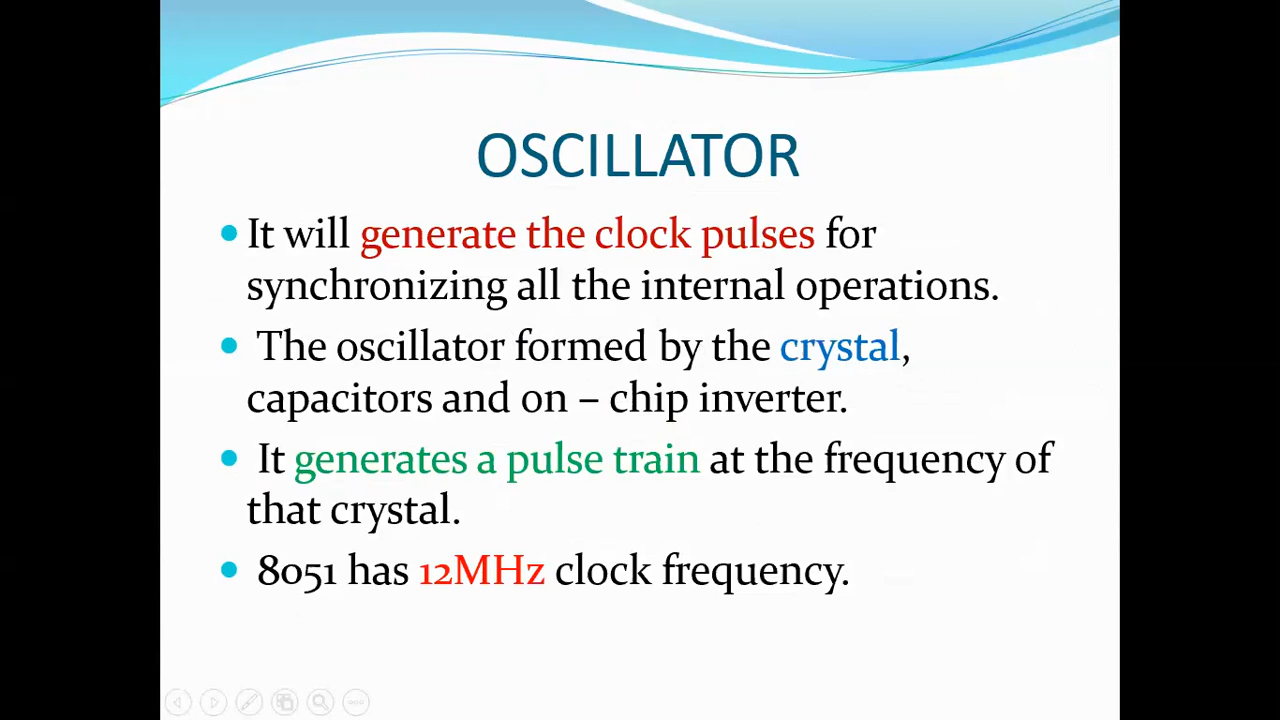 OSCILLATOR
• It will generate the clock pulses for
synchronizing all the internal operations.
• The oscillator formed by the crystal,
capacitors and on – chip inverter.
• It generates a pulse train at the frequency of
that crystal.
• 8051 has 12MHz clock frequency.